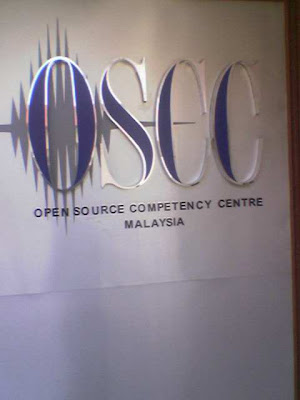 OSCC
OPEN SOURCE COMPETENCY CENTRE
MALAYSIA